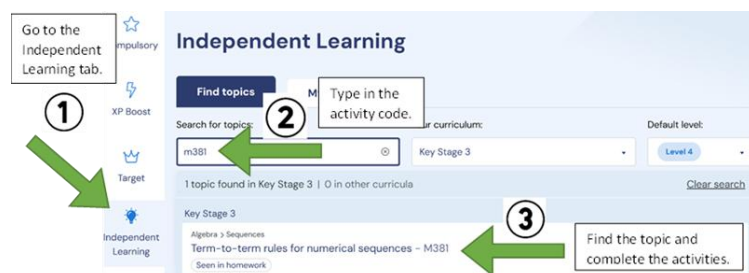 Go to the
Independent
Learning tab.
1
mpulsory
XP Boost
Target
Independent
Learning
Independent Learning
Find topics
M
Type in the
activity code.
2
Search for topics:
ur curriculum:
Default level:
m381
Key Stage 3
Level 4
1 topic found in Key Stage 3 | 0 in other curricula
Clear search
Key Stage 3
Algebra > Sequences
Term-to-term rules for numerical sequences - M381
Seen in homework
3
Find the topic and
complete the activities.